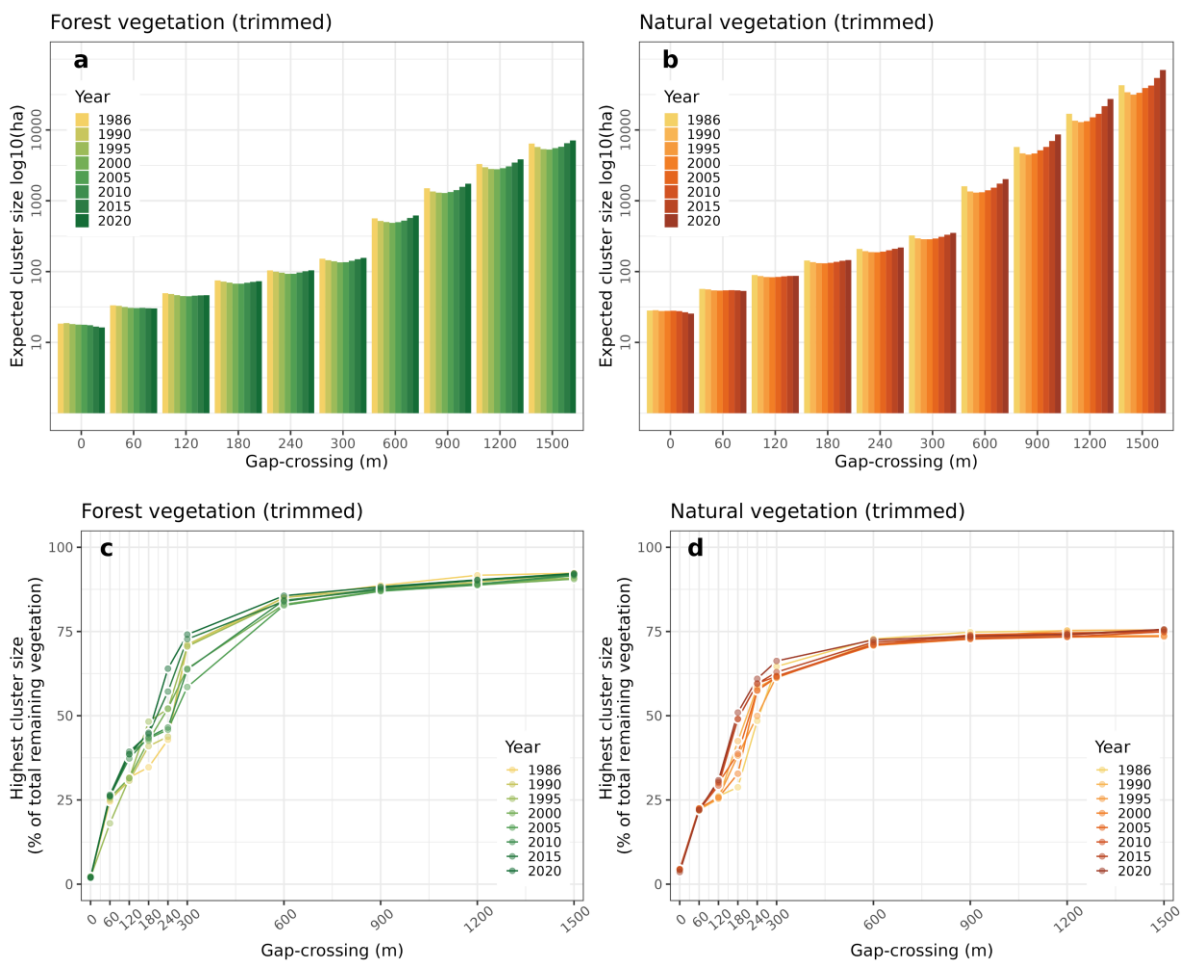 Forest vegetation (trimmed)
a
Year
1986
1990
1995
2000
2005
2010
2015
2020
Expected cluster size log10(ha)
10
100
1000
10000
0 60 120 180 240 300 600 900 1200 1500
Gap-crossing (m)
Natural vegetation (trimmed)
b
Year
1986
1990
1995
2000
2005
2010
2015
2020
Expected cluster size log10(ha)
10
100
1000
10000
0 60 120 180 240 300 600 900 1200 1500
Gap-crossing (m)
Forest vegetation (trimmed)
c
Highest cluster size
(% of total remaining vegetation)
100
75
50
25
0
Year
1986
1990
1995
2000
2005
2010
2015
2020
0 60 120 180 240 300 600 900 1200 1500
Gap-crossing (m)
Natural vegetation (trimmed)
d
Highest cluster size
(% of total remaining vegetation)
100
75
50
25
0
Year
1986
1990
1995
2000
2005
2010
2015
2020
0 60 120 180 240 300 600 900 1200 1500
Gap-crossing (m)